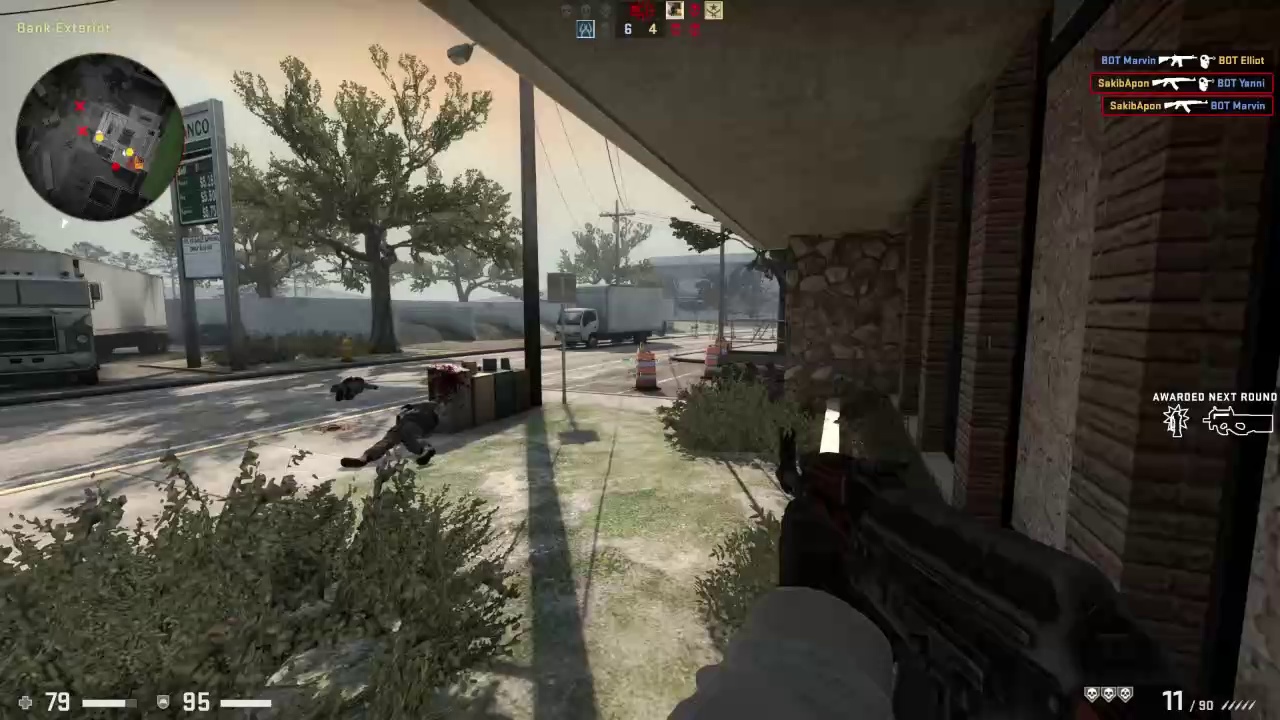 Bank Exterior
6 4
BOT Marvin BOT Elliot
SakibApon BOT Yanni
SakibApon BOT Marvin
NCO
AWARDED NEXT ROUND
79 95
11 / 90